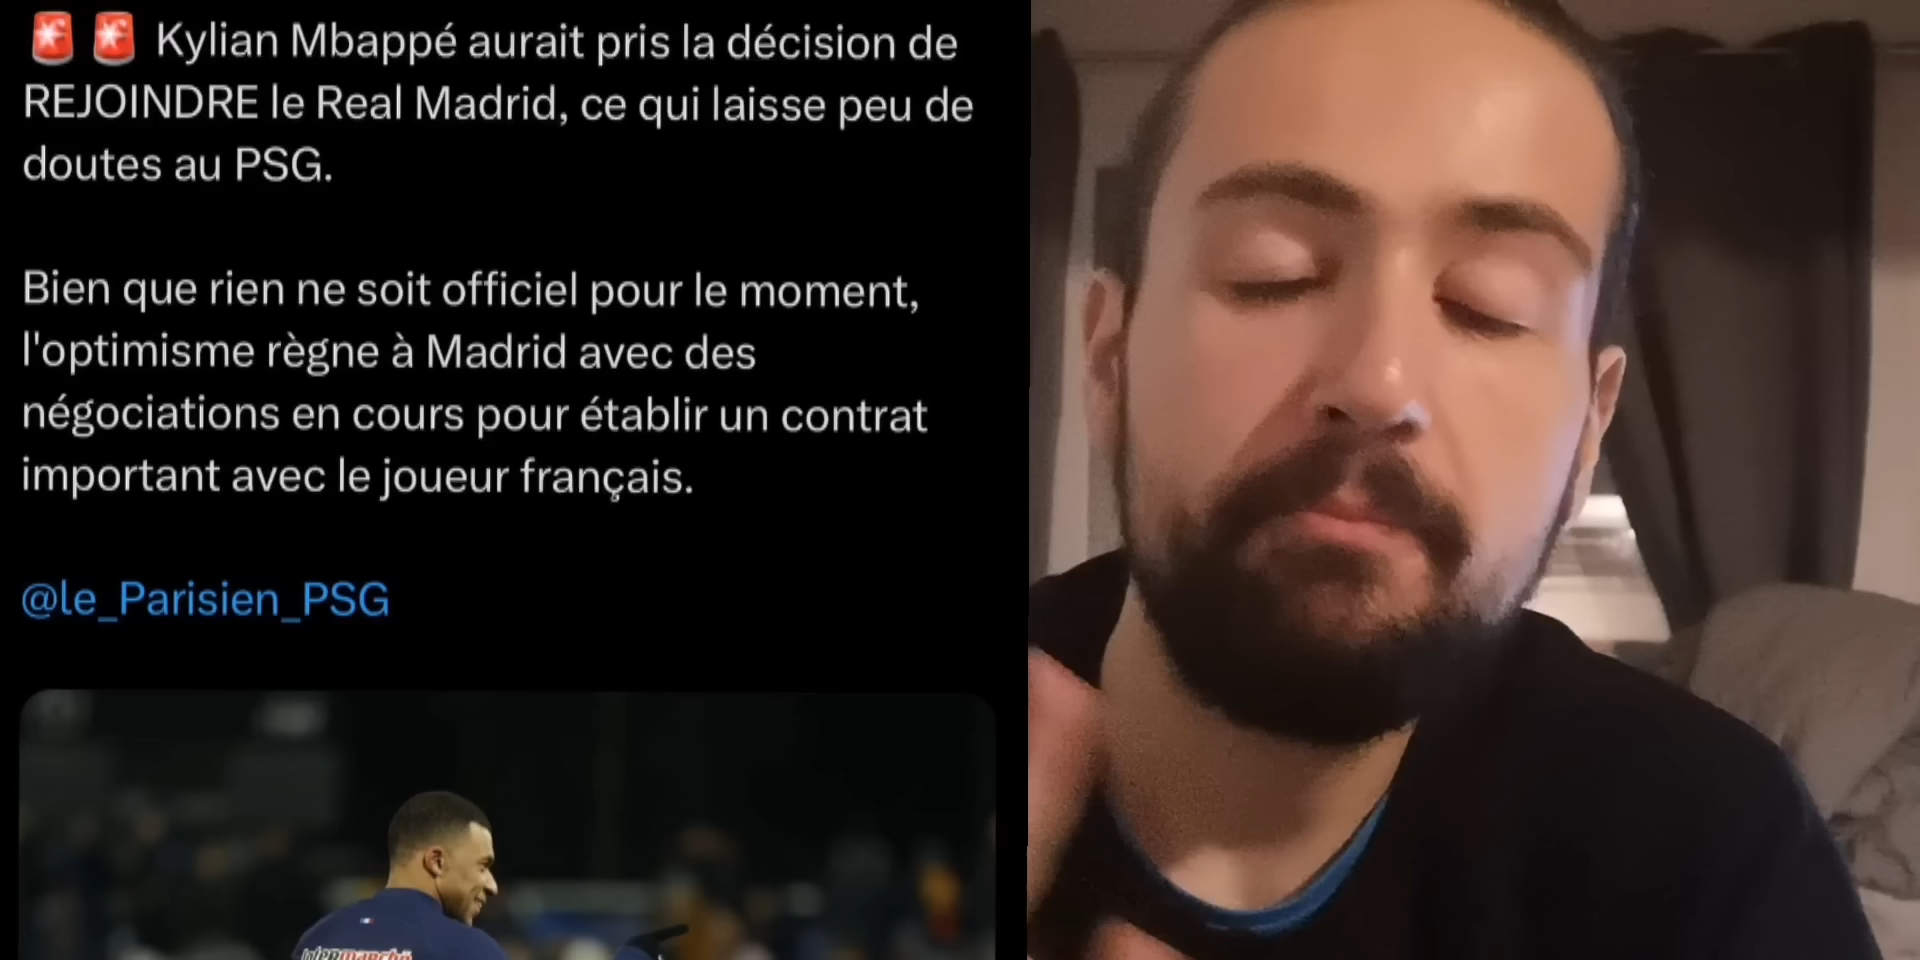 🚨🚨 Kylian Mbappé aurait pris la décision de
REJOINDRE le Real Madrid, ce qui laisse peu de
doutes au PSG.
Bien que rien ne soit officiel pour le moment,
l'optimisme règne à Madrid avec des
négociations en cours pour établir un contrat
important avec le joueur français.
@le_Parisien_PSG